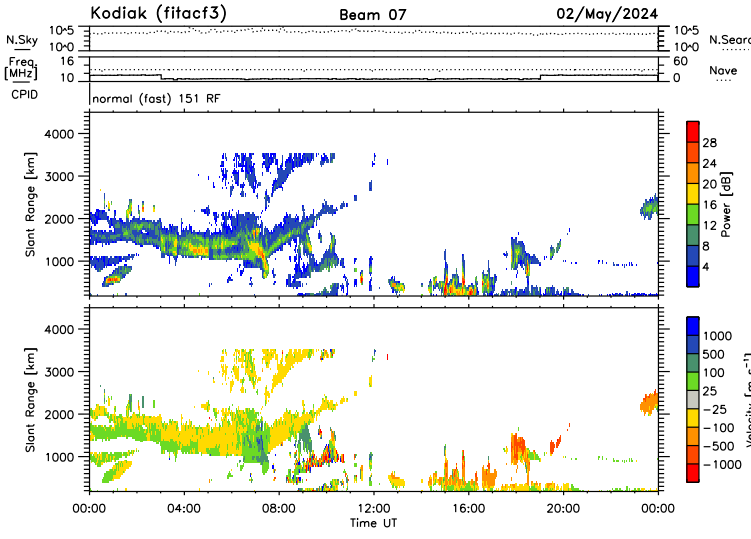 Kodiak (fitacf3) Beam 07 02/May/2024
N.Sky 10^5 10^0 10^5 10^0 N.Searc
Freq. [MHz] 16 10 60 0 Nave
CPID normal (fast) 151 RF
4000
3000
2000
1000
Slant Range [km]
28
24
20
16
12
8
4
Power [dB]
4000
3000
2000
1000
Slant Range [km]
1000
500
100
25
-25
-100
-500
-1000
Velocity [m s^-1]
00:00 04:00 08:00 12:00 16:00 20:00 00:00
Time UT